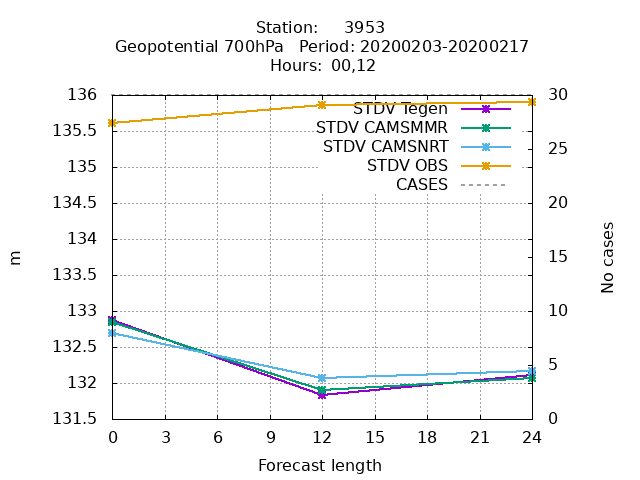 Station: 3953
Geopotential 700hPa Period: 20200203-20200217
Hours: 00,12
136
135.5
135
134.5
134
133.5
133
132.5
132
131.5
m
STDV Tegen
STDV CAMSMMR
STDV CAMSNRT
STDV OBS
CASES
30
25
20
15
10
5
0
No cases
0 3 6 9 12 15 18 21 24
Forecast length